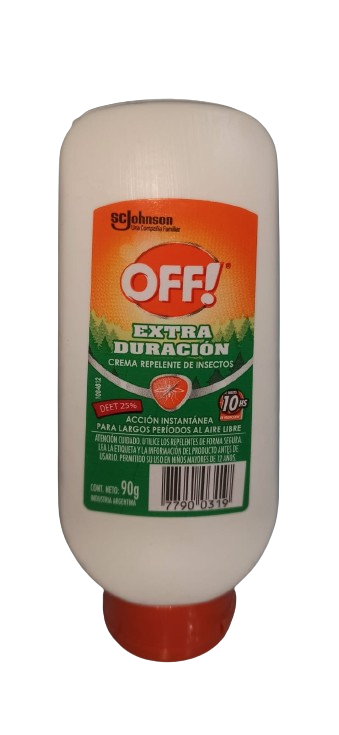 SC Johnson
Una Compañía Familiar
OFF!®
EXTRA
DURACIÓN
CREMA REPELENTE DE INSECTOS
10 HS
DEET 25%
ACCIÓN INSTANTÁNEA
PARA LARGOS PERÍODOS AL AIRE LIBRE
ATENCIÓN CUIDADO. UTILICE LOS REPELENTES DE FORMA SEGURA.
LEA LA ETIQUETA Y LA INFORMACIÓN DEL PRODUCTO ANTES DE
USARLO. PERMITIDO SU USO EN NIÑOS MAYORES DE 12 AÑOS.
CONT. NETO: 90g
INDUSTRIA ARGENTINA
7790 0319